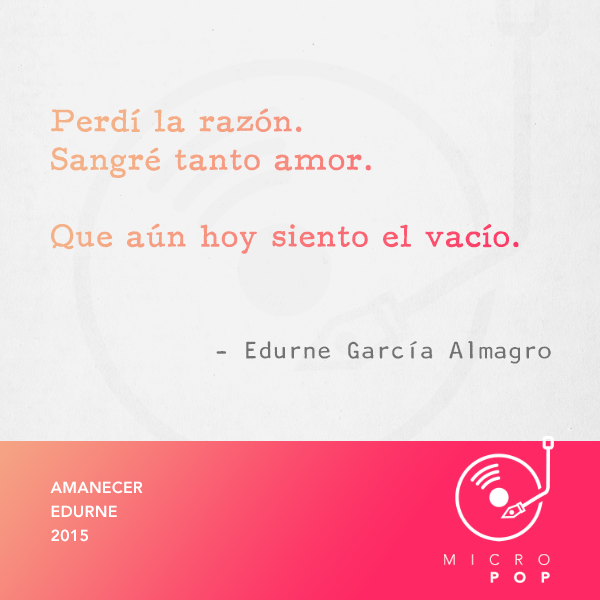 Perdí la razón.
Sangré tanto amor.
Que aún hoy siento el vacío.
– Edurne García Almagro
AMANECER
EDURNE
2015
MICRO
POP